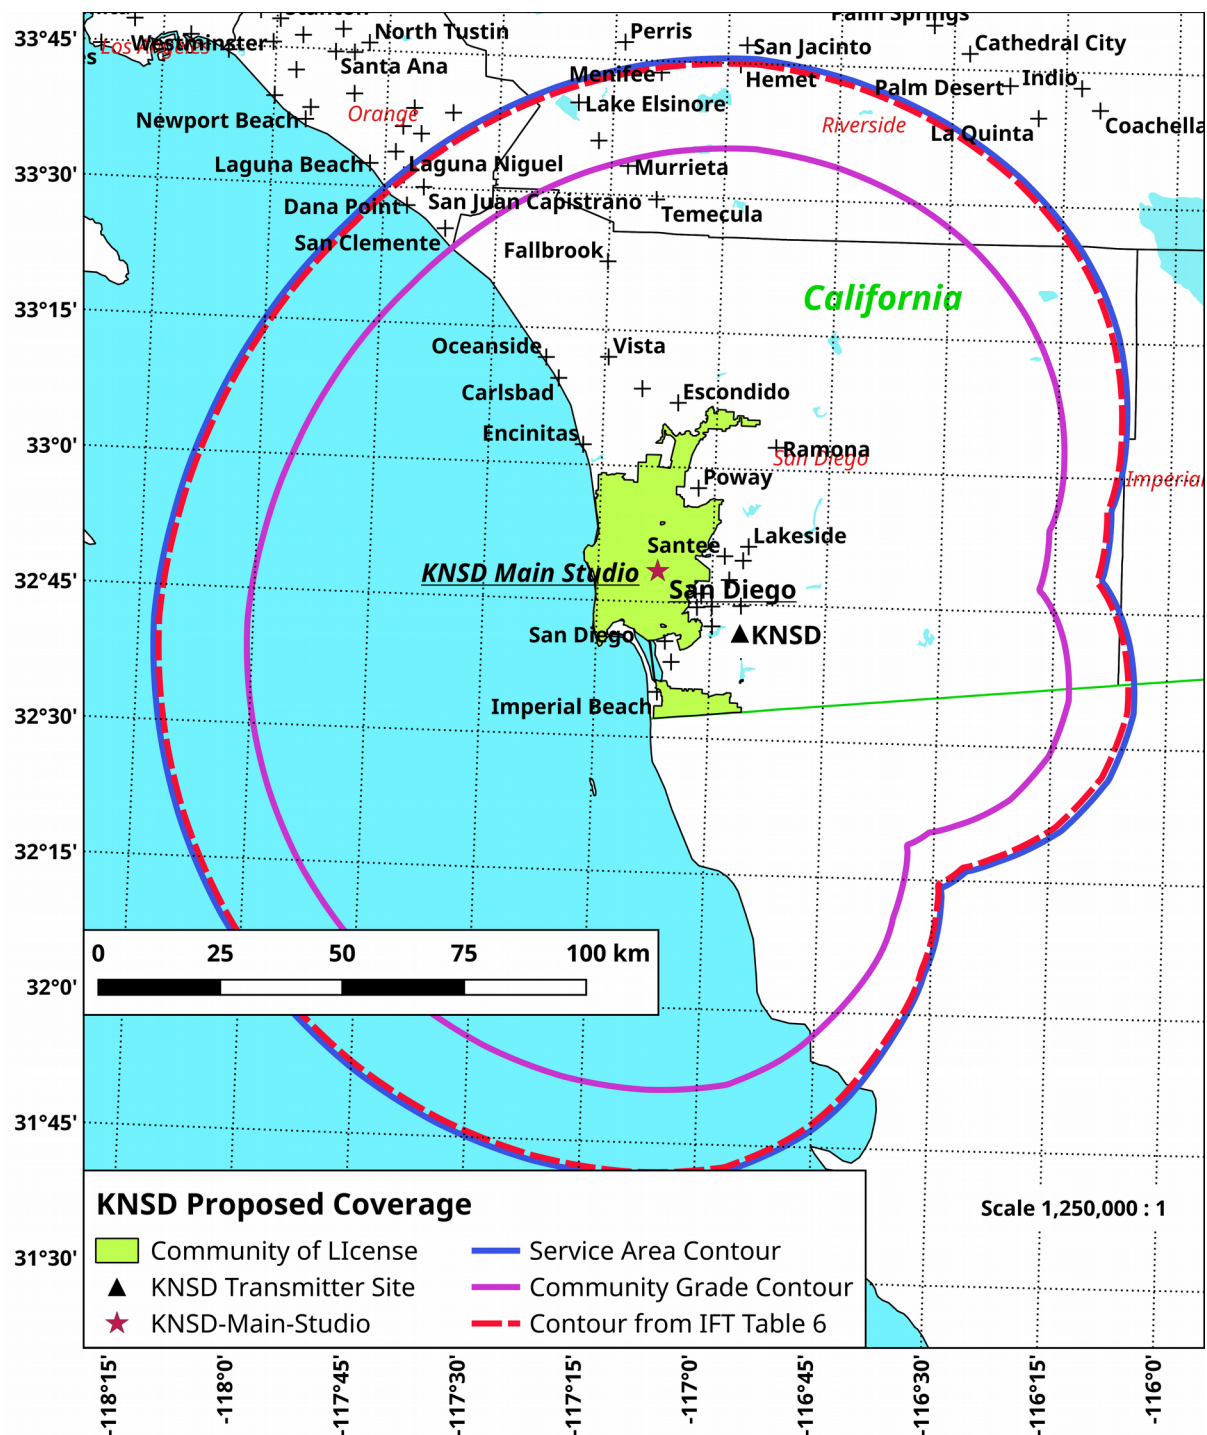 Palm Springs
33°45'
North Tustin
Perris
Westminster
Los Angeles
San Jacinto
Cathedral City
es
Santa Ana
Menifee
Hemet
Palm Desert
Indio
Lake Elsinore
Newport Beach
Orange
Riverside
La Quinta
Coachella
33°30'
Laguna Beach
Laguna Niguel
Murrieta
Dana Point
San Juan Capistrano
Temecula
San Clemente
Fallbrook
California
33°15'
Oceanside
Vista
Carlsbad
Escondido
Encinitas
33°0'
Ramona
San Diego
Poway
Imperial
Santee
Lakeside
32°45'
KNSD Main Studio
San Diego
San Diego
KNSD
32°30'
Imperial Beach
32°15'
0 25 50 75 100 km
32°0'
31°45'
KNSD Proposed Coverage
Scale 1,250,000 : 1
Community of LIcense
Service Area Contour
31°30'
KNSD Transmitter Site
Community Grade Contour
KNSD-Main-Studio
Contour from IFT Table 6
-118°15'
-118°0'
-117°45'
-117°30'
-117°15'
-117°0'
-116°45'
-116°30'
-116°15'
-116°0'